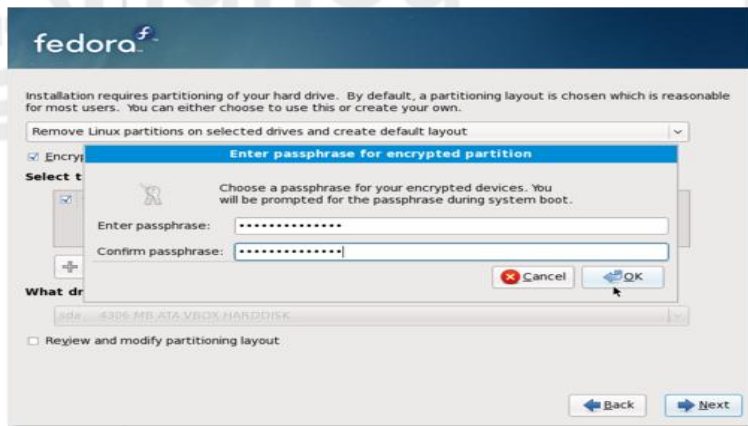 fedora
Installation requires partitioning of your hard drive. By default, a partitioning layout is chosen which is reasonable
for most users. You can either choose to use this or create your own.
Remove Linux partitions on selected drives and create default layout
Encry
Enter passphrase for encrypted partition
Select t
Choose a passphrase for your encrypted devices. You
will be prompted for the passphrase during system boot.
Enter passphrase: ••••••••••••••
Confirm passphrase: ••••••••••••••
Cancel OK
What dr
sda 4306 MB ATA VBOX HARDDISK
Review and modify partitioning layout
Back Next